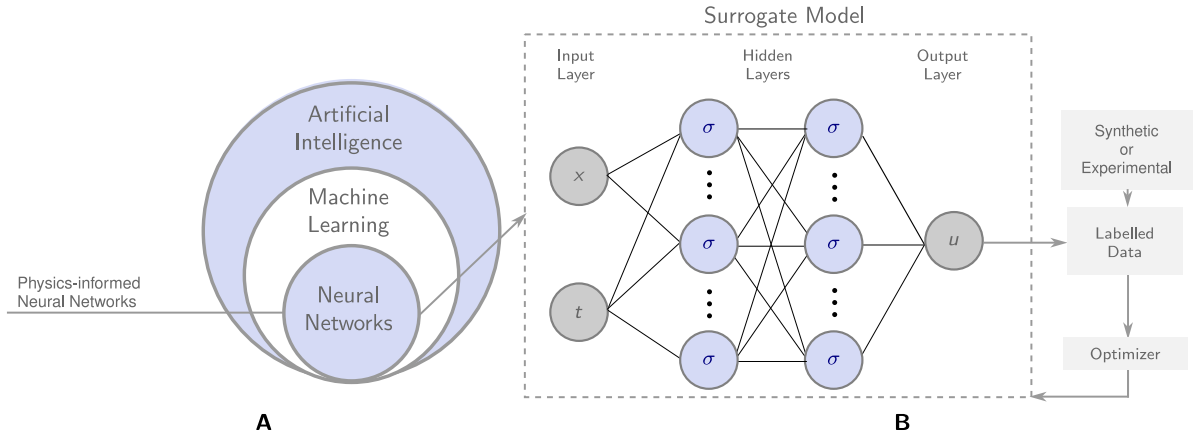 Artificial
Intelligence
Machine
Learning
Neural
Networks
Physics-informed
Neural Networks
A
Surrogate Model
Input
Layer
Hidden
Layers
Output
Layer
x
t
σ
σ
σ
σ
σ
σ
u
Synthetic
or
Experimental
Labelled
Data
Optimizer
B